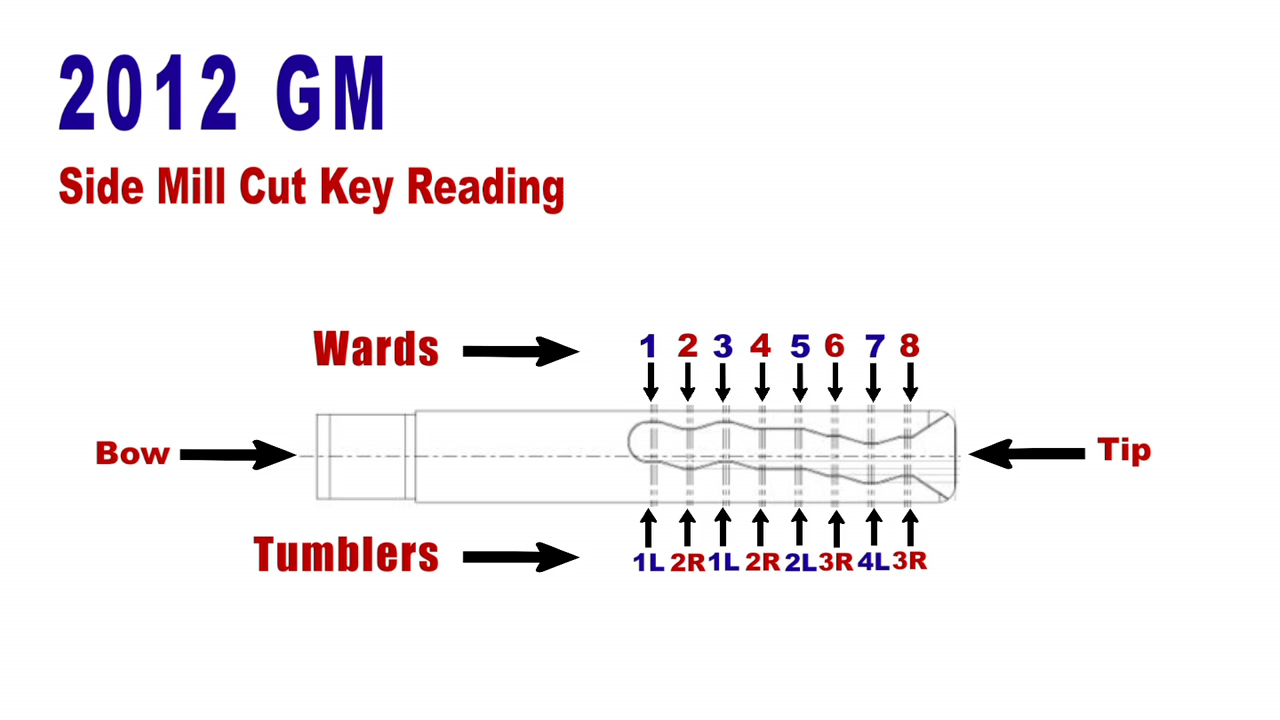 2012 GM
Side Mill Cut Key Reading
Wards 1 2 3 4 5 6 7 8
Bow Tip
Tumblers 1L 2R 1L 2R 2L 3R 4L 3R